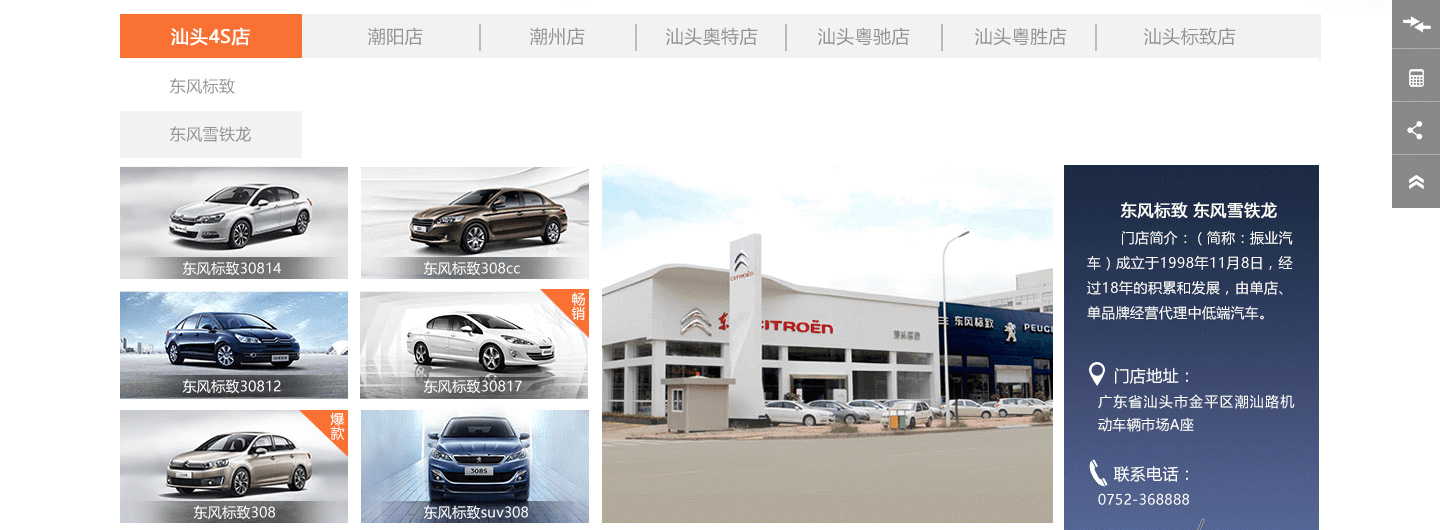 汕头4S店
潮阳店
潮州店
汕头奥特店
汕头粤驰店
汕头粤胜店
汕头标致店
东风标致
东风雪铁龙
东风标致30814
东风标致308cc
东风标致30812
畅销
东风标致30817
爆款
东风标致308
308S
东风标致suv308
CITROËN
CITROËN
东风标致
PEUG
东风标致 东风雪铁龙
门店简介：（简称：振业汽
车）成立于1998年11月8日，经
过18年的积累和发展，由单店、
单品牌经营代理中低端汽车。
门店地址：
广东省汕头市金平区潮汕路机
动车辆市场A座
联系电话：
0752-368888